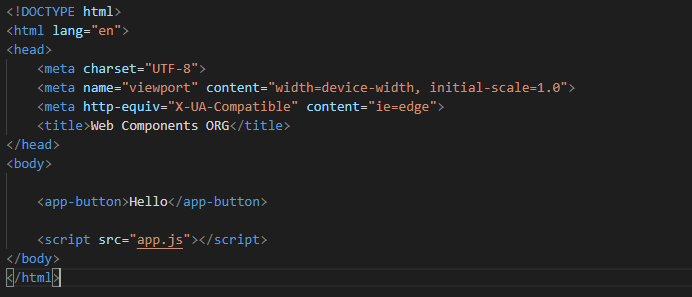 <!DOCTYPE html>
<html lang="en">
<head>
    <meta charset="UTF-8">
    <meta name="viewport" content="width=device-width, initial-scale=1.0">
    <meta http-equiv="X-UA-Compatible" content="ie=edge">
    <title>Web Components ORG</title>
</head>
<body>

    <app-button>Hello</app-button>

    <script src="app.js"></script>
</body>
</html>